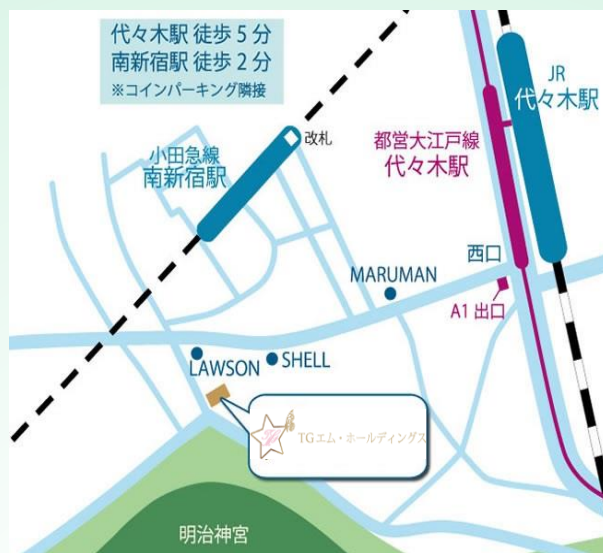 代々木駅 徒歩 5 分
南新宿駅 徒歩 2 分
※コインパーキング隣接
JR
代々木駅
改札
都営大江戸線
代々木駅
小田急線
南新宿駅
西口
MARUMAN
A1 出口
LAWSON
SHELL
TGエム・ホールディングス
明治神宮